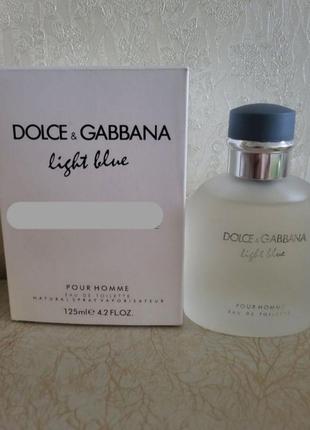 DOLCE & GABBANA
light blue
POUR HOMME
EAU DE TOILETTE
NATURAL SPRAY VAPORISATEUR
125ml e 4.2 FL.OZ.
DOLCE & GABBANA
light blue
POUR HOMME
EAU DE TOILETTE